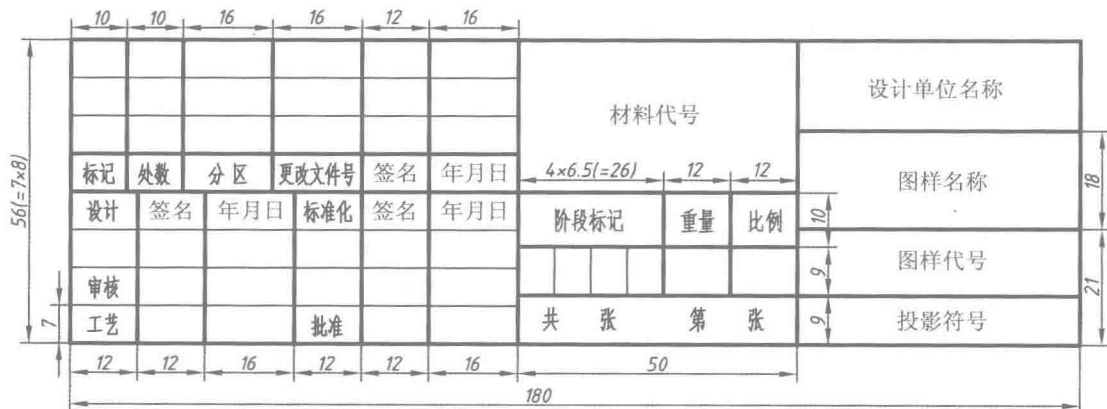 10 10 16 16 12 16
设计单位名称
材料代号
56(=7×8)
标记 处数 分区 更改文件号 签名 年月日
4×6.5(=26) 12 12
图样名称
18
设计 签名 年月日 标准化 签名 年月日
阶段标记 重量 比例
10
图样代号
9
21
审核
7
工艺 批准
共 张 第 张
9
投影符号
12 12 16 12 12 16 50
180